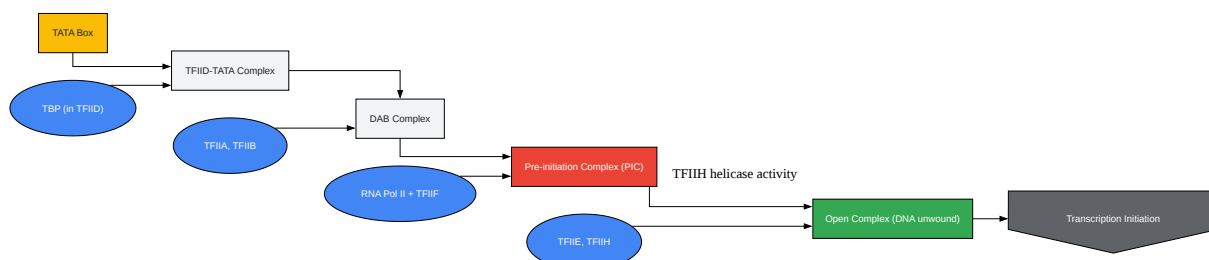 TATA Box
TFIID-TATA Complex
TBP (in TFIID)
DAB Complex
TFIIA, TFIIB
Pre-initiation Complex (PIC)
TFIIH helicase activity
RNA Pol II + TFIIF
Open Complex (DNA unwound)
Transcription Initiation
TFIIE, TFIIH